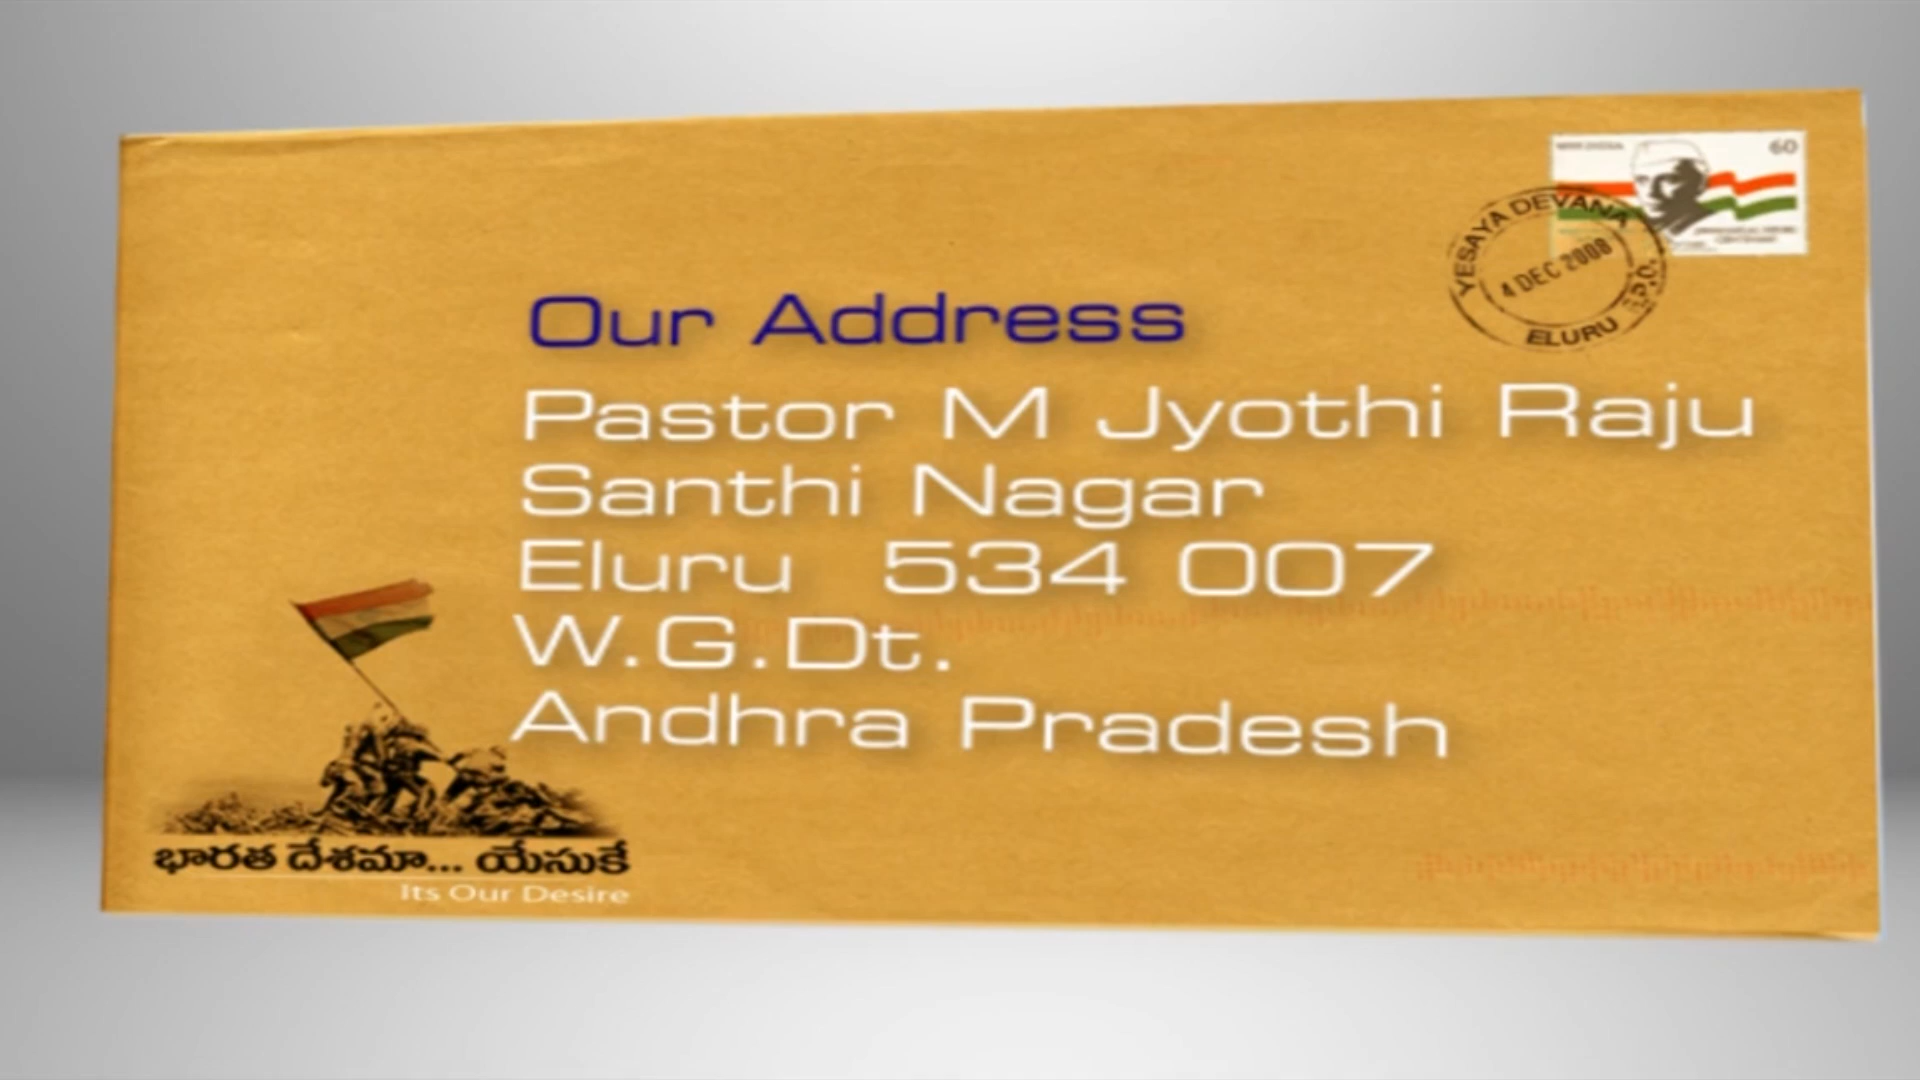 60
YESAYA DEVANA
4 DEC 2008
ELURU
Our Address
Pastor M Jyothi Raju
Santhi Nagar
Eluru 534 007
W.G.Dt.
Andhra Pradesh
భారత దేశమా... యేసుకే
Its Our Desire